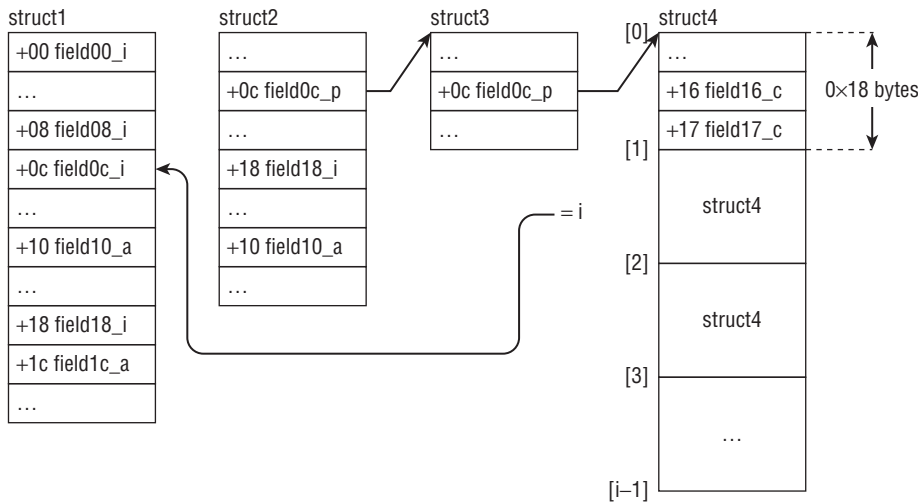 struct1
+00 field00_i
…
+08 field08_i
+0c field0c_i
…
+10 field10_a
…
+18 field18_i
+1c field1c_a
…
struct2
…
+0c field0c_p
…
+18 field18_i
…
+10 field10_a
…
struct3
…
+0c field0c_p
…
= i
struct4
[0]
…
+16 field16_c
+17 field17_c
0×18 bytes
[1]
struct4
[2]
struct4
[3]
…
[i–1]